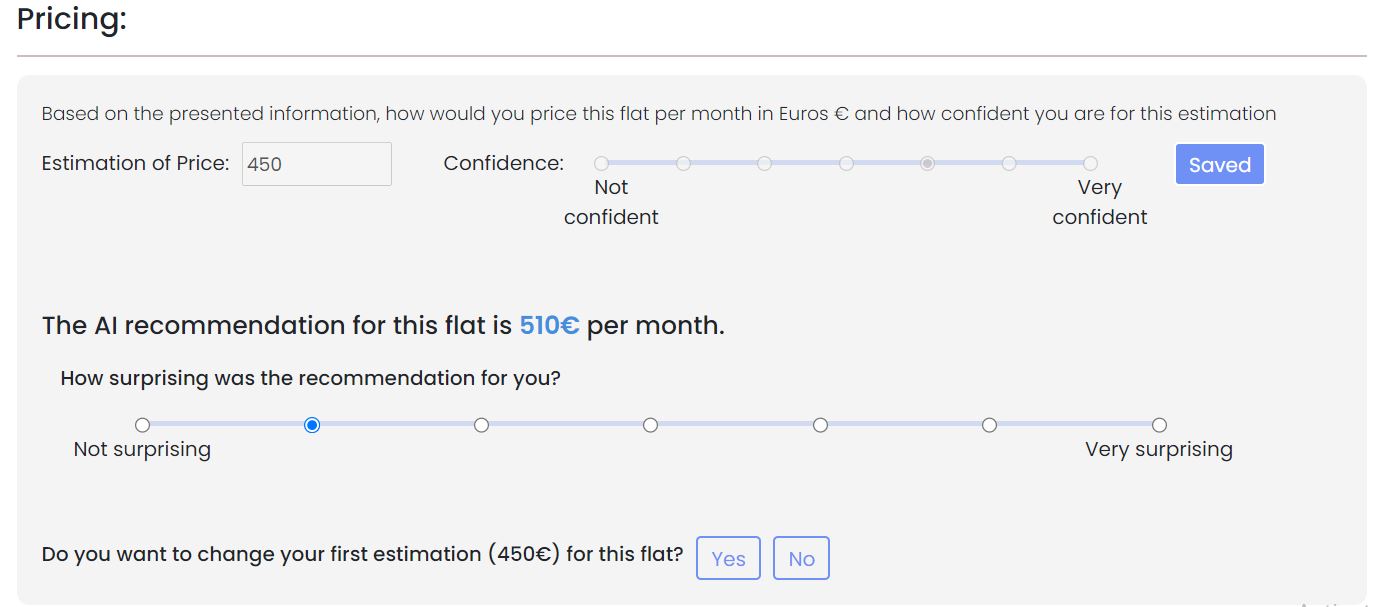 Pricing:
Based on the presented information, how would you price this flat per month in Euros € and how confident you are for this estimation
Estimation of Price: 450 Confidence: Saved
Not confident Very confident
The AI recommendation for this flat is 510€ per month.
How surprising was the recommendation for you?
Not surprising Very surprising
Do you want to change your first estimation (450€) for this flat? Yes No